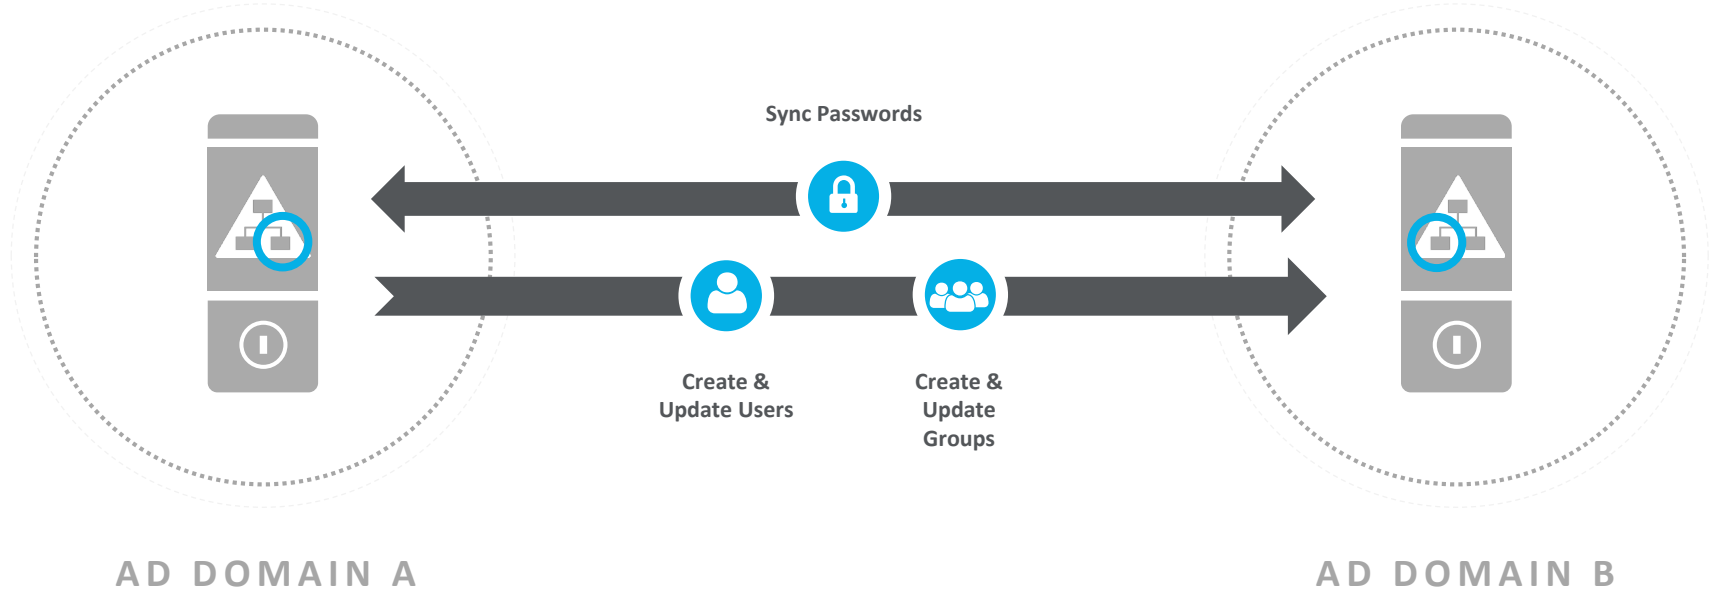 Sync Passwords
Create &
Update Users
Create &
Update
Groups
AD DOMAIN A
AD DOMAIN B